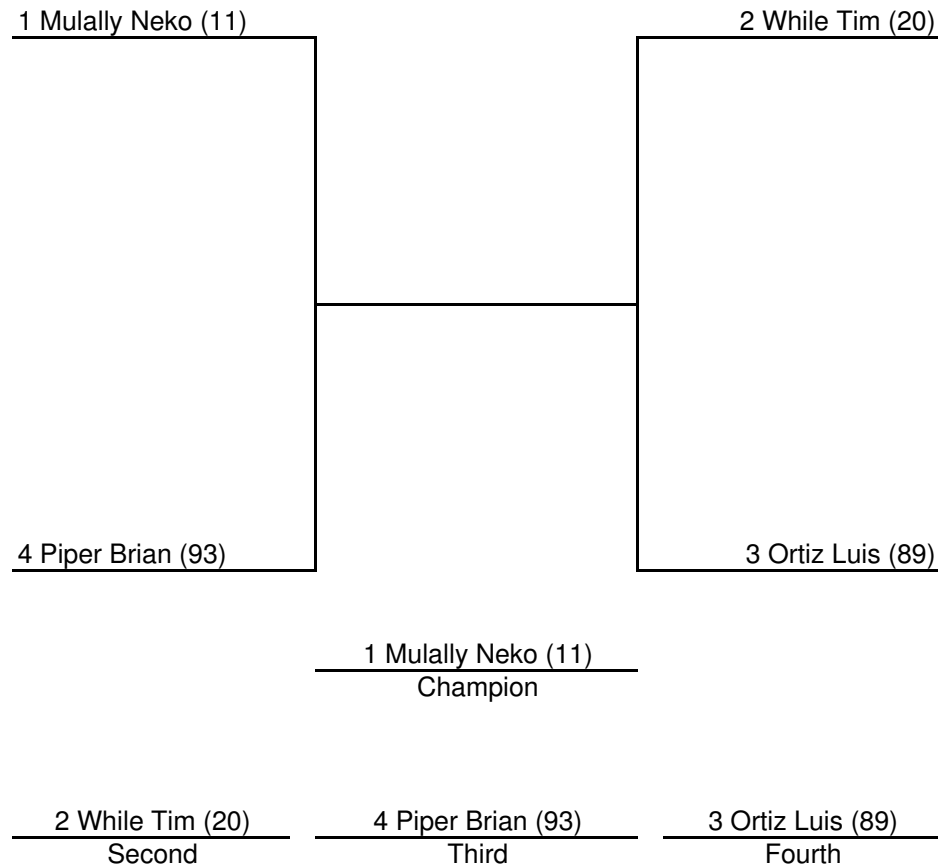 1 Mulally Neko (11)
2 While Tim (20)
4 Piper Brian (93)
3 Ortiz Luis (89)
1 Mulally Neko (11)
Champion
2 While Tim (20)
4 Piper Brian (93)
3 Ortiz Luis (89)
Second
Third
Fourth